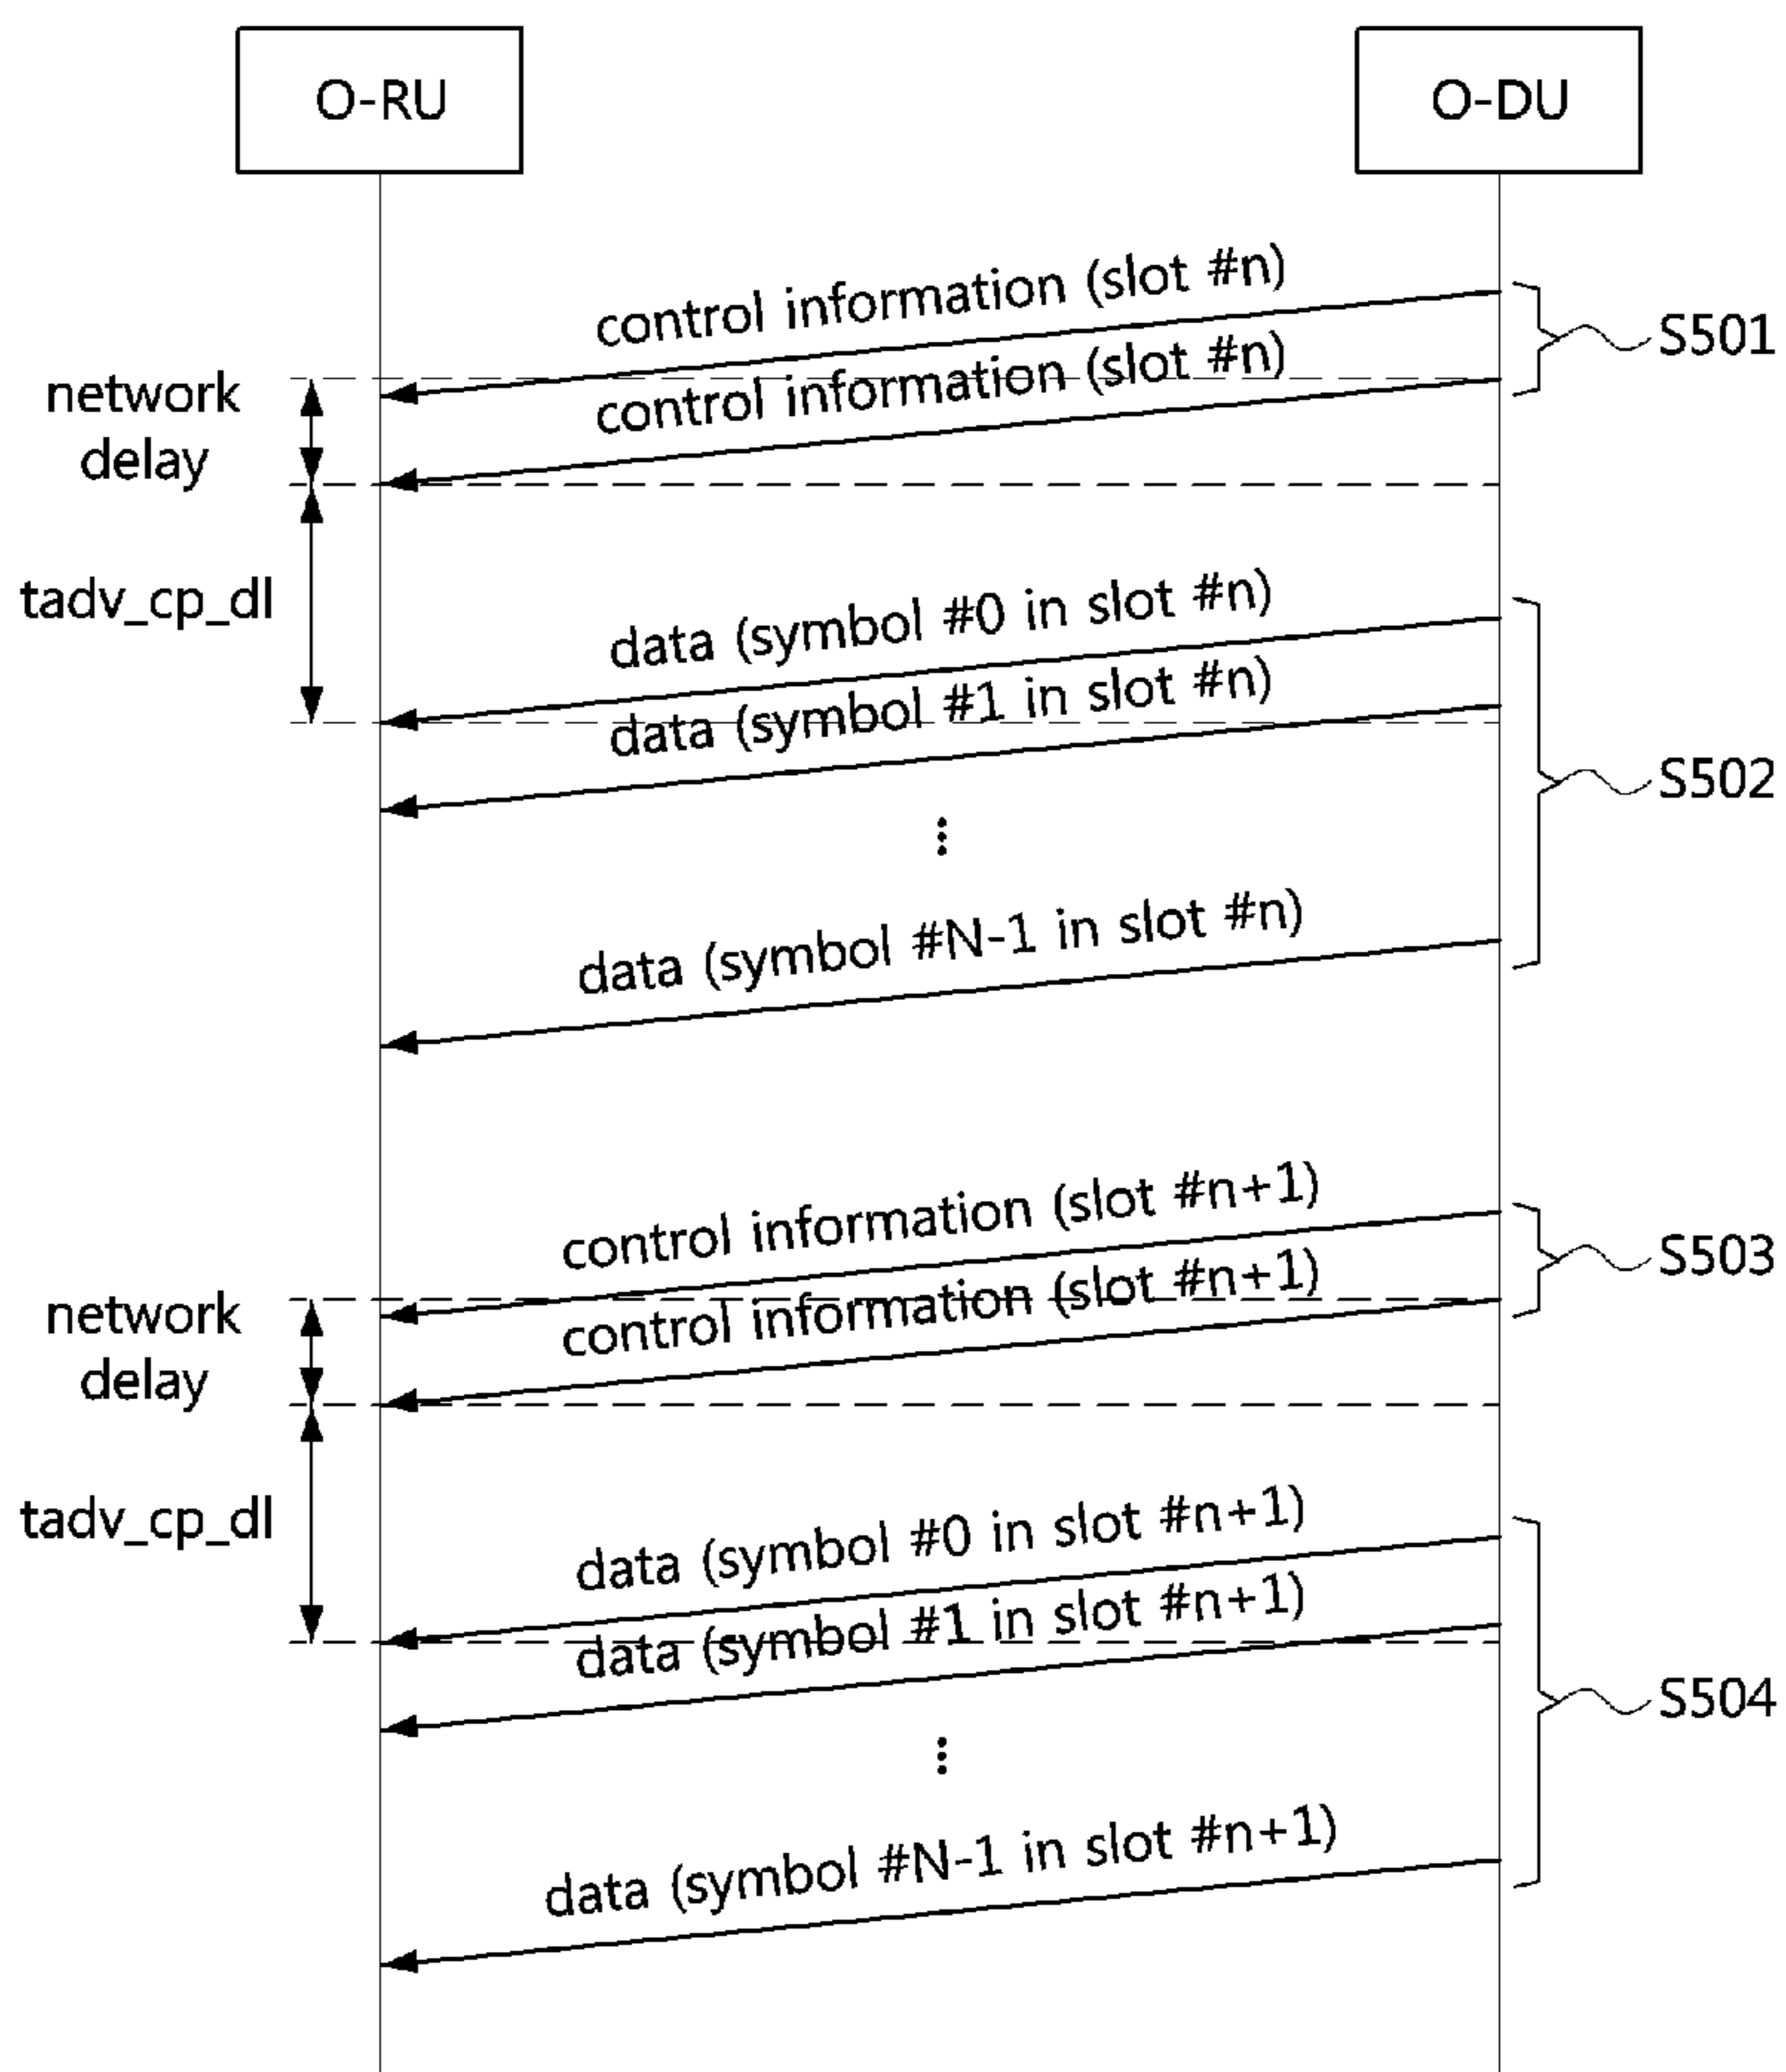 O-RU
O-DU
control information (slot #n)
S501
control information (slot #n)
network
delay
tadv_cp_dl
data (symbol #0 in slot #n)
data (symbol #1 in slot #n)
S502
data (symbol #N-1 in slot #n)
control information (slot #n+1)
S503
control information (slot #n+1)
network
delay
tadv_cp_dl
data (symbol #0 in slot #n+1)
data (symbol #1 in slot #n+1)
S504
data (symbol #N-1 in slot #n+1)